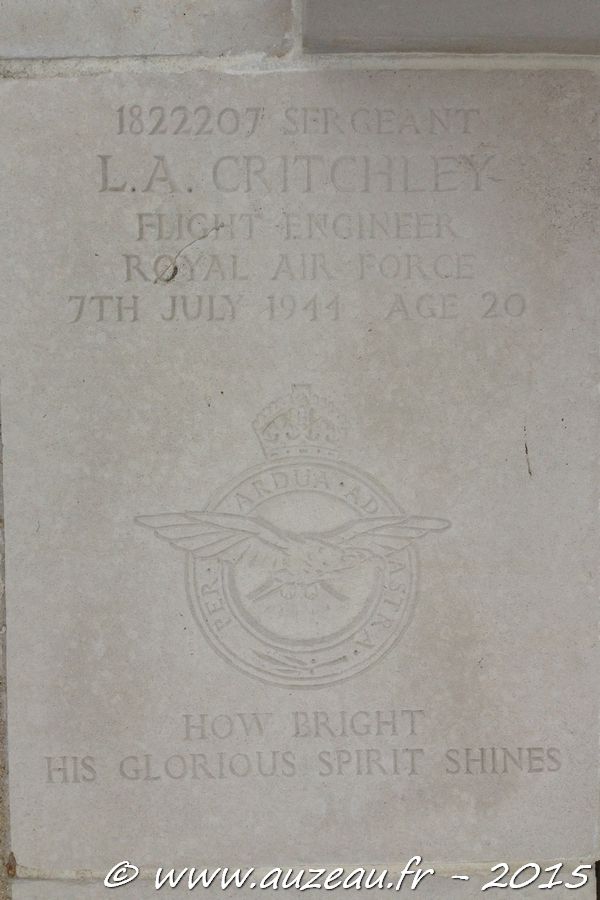 1822207 SERGEANT
L.A. CRITCHLEY
FLIGHT ENGINEER
ROYAL AIR FORCE
7TH JULY 1944 AGE 20
PER · ARDUA · AD ASTRA ·
HOW BRIGHT
HIS GLORIOUS SPIRIT SHINES
© www.auzeau.fr - 2015